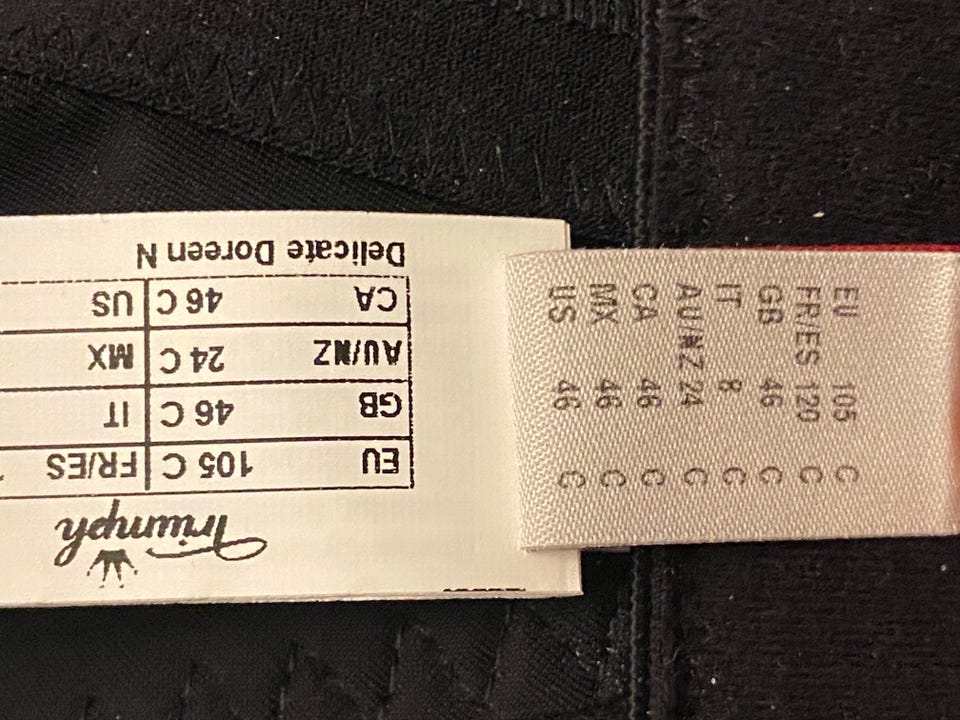 Triumph
EU 105 C FR/ES
GB 46 C IT
AU/NZ 24 C MX
CA 46 C US
Delicate Doreen N
EU 105 C
FR/ES 120 C
GB 46 C
IT 8 C
AU/NZ 24 C
CA 46 C
MX 46 C
US 46 C